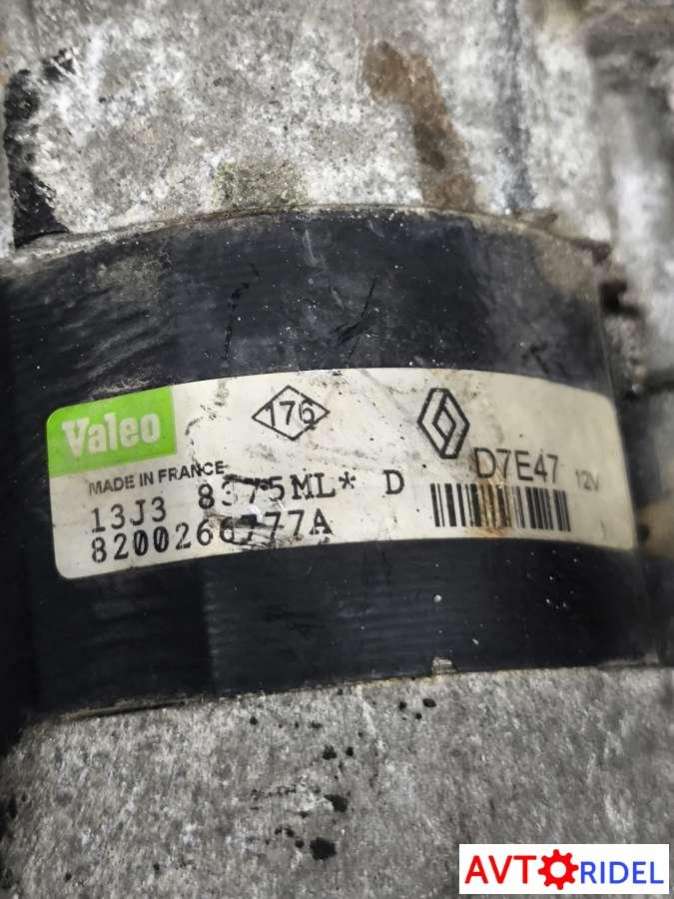 Valeo
176
D7E47 12V
MADE IN FRANCE
13J3 8375ML* D
8200266777A
AVTORIDEL